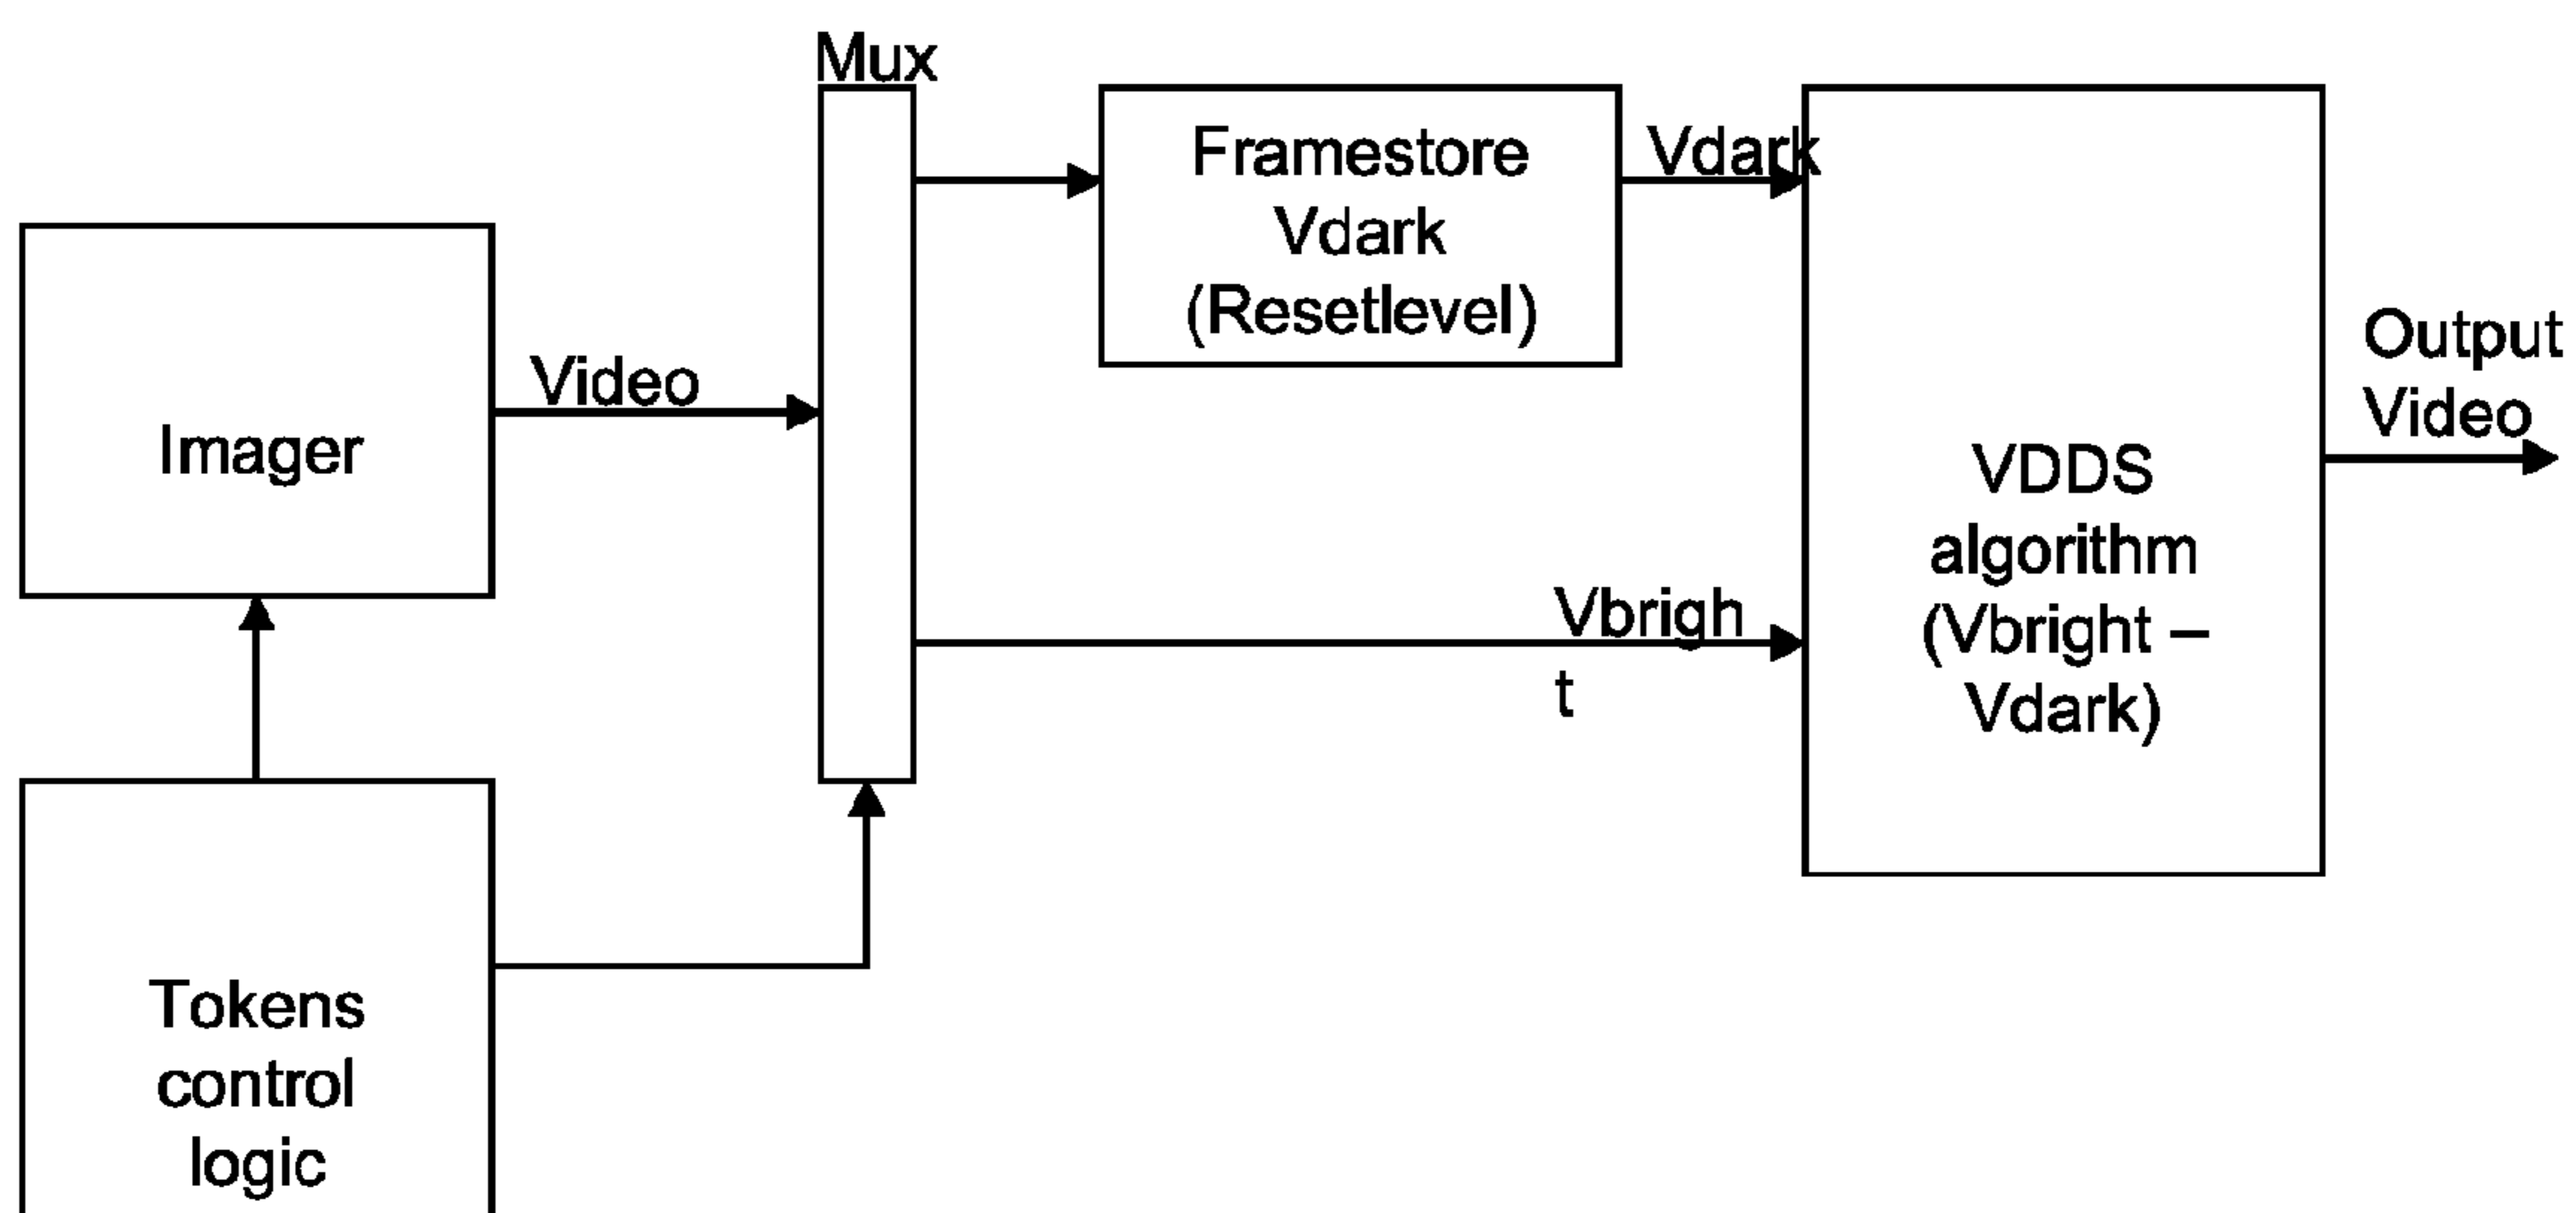 Mux
Framestore
Vdark
(Resetlevel)
Vdark
Output
Video
Video
Imager
VDDS
algorithm
(Vbright –
Vdark)
Vbrigh
t
Tokens
control
logic